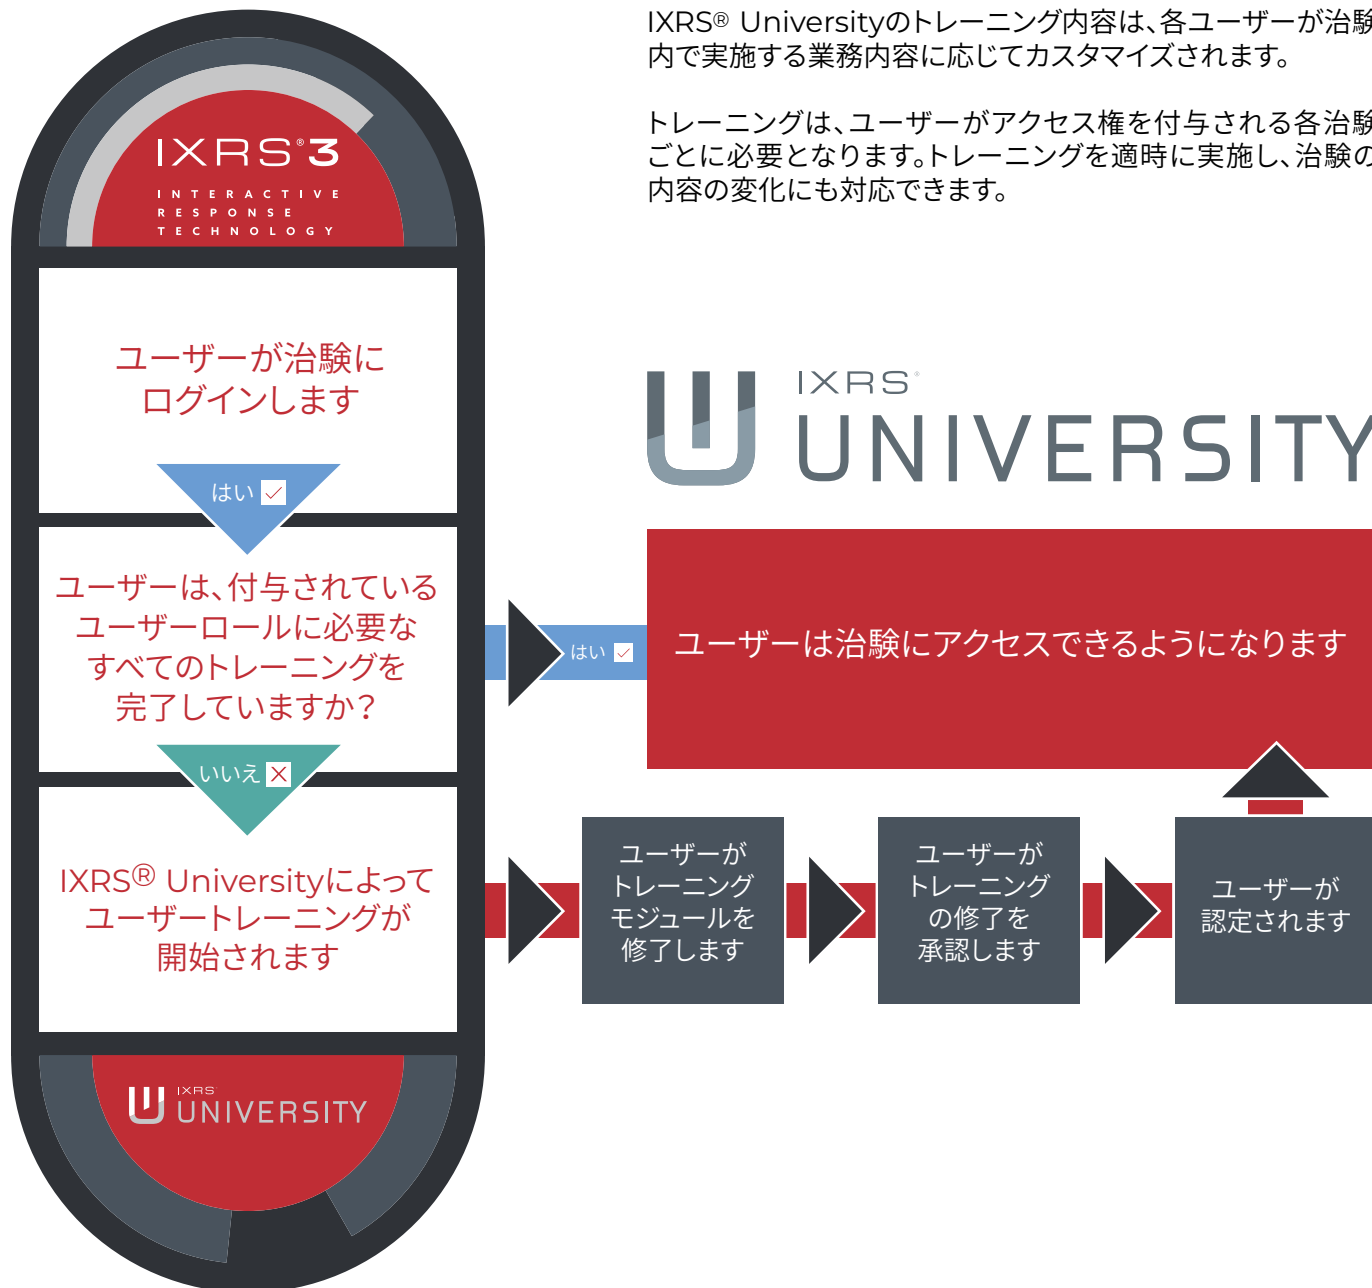 IXRS® Universityのトレーニング内容は、各ユーザーが治験
内で実施する業務内容に応じてカスタマイズされます。
トレーニングは、ユーザーがアクセス権を付与される各治験
ごとに必要となります。トレーニングを適時に実施し、治験の
内容の変化にも対応できます。
IXRS®3
INTERACTIVE
RESPONSE
TECHNOLOGY
ユーザーが治験に
ログインします
はい
IXRS®
UNIVERSITY
ユーザーは、付与されている
ユーザーロールに必要な
すべてのトレーニングを
完了していますか？
はい
ユーザーは治験にアクセスできるようになります
いいえ
IXRS® Universityによって
ユーザートレーニングが
開始されます
ユーザーが
トレーニング
モジュールを
修了します
ユーザーが
トレーニング
の修了を
承認します
ユーザーが
認定されます
IXRS
UNIVERSITY